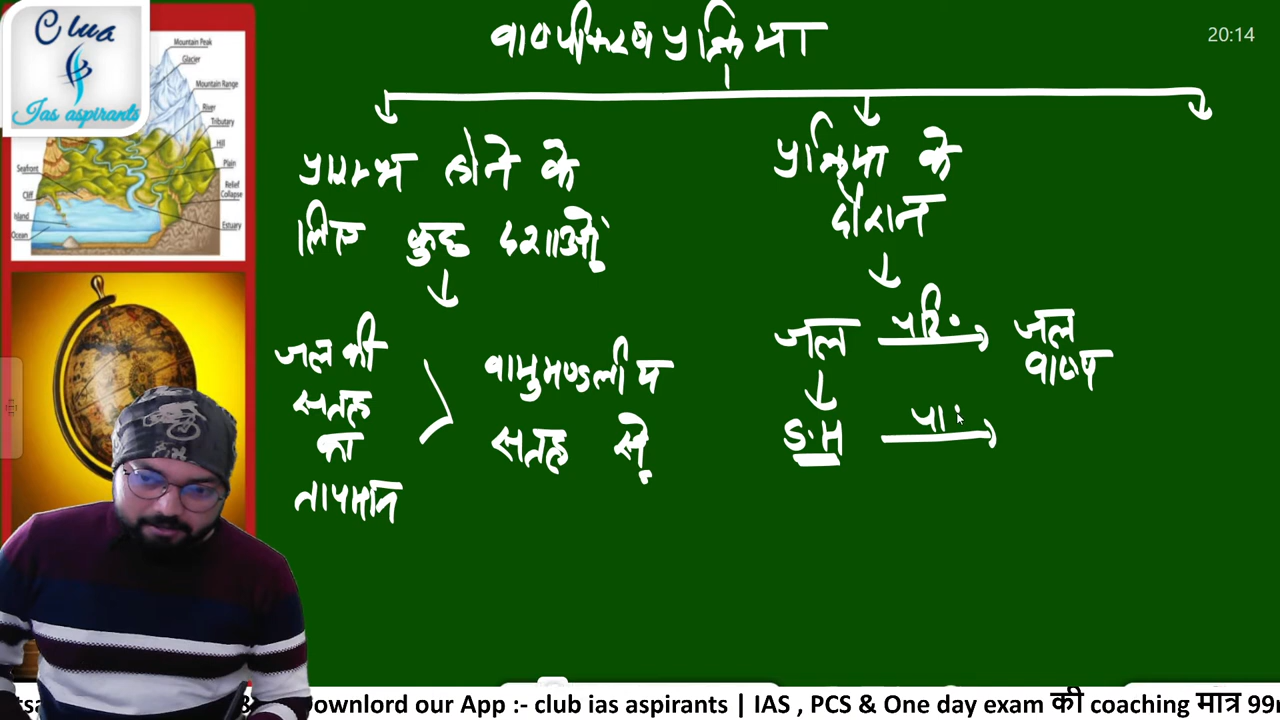 Clua
Ias aspirants
Mountain Peak
Glacier
Mountain Range
River
Tributary
Hill
Plain
Relief
Collapse
Estuary
Seafront
Cliff
Island
Ocean
20:14
वाष्पीकरण प्रक्रिया
प्रारम्भ होने के
लिए कुछ दशाओं
जल की
सतह
का
तापमान
>
वायुमण्डलीय
सतह से
प्रक्रिया के
दौरान
जल परि. जल
वाष्प
S.H
Downlord our App :- club ias aspirants | IAS , PCS & One day exam की coaching मात्र 99